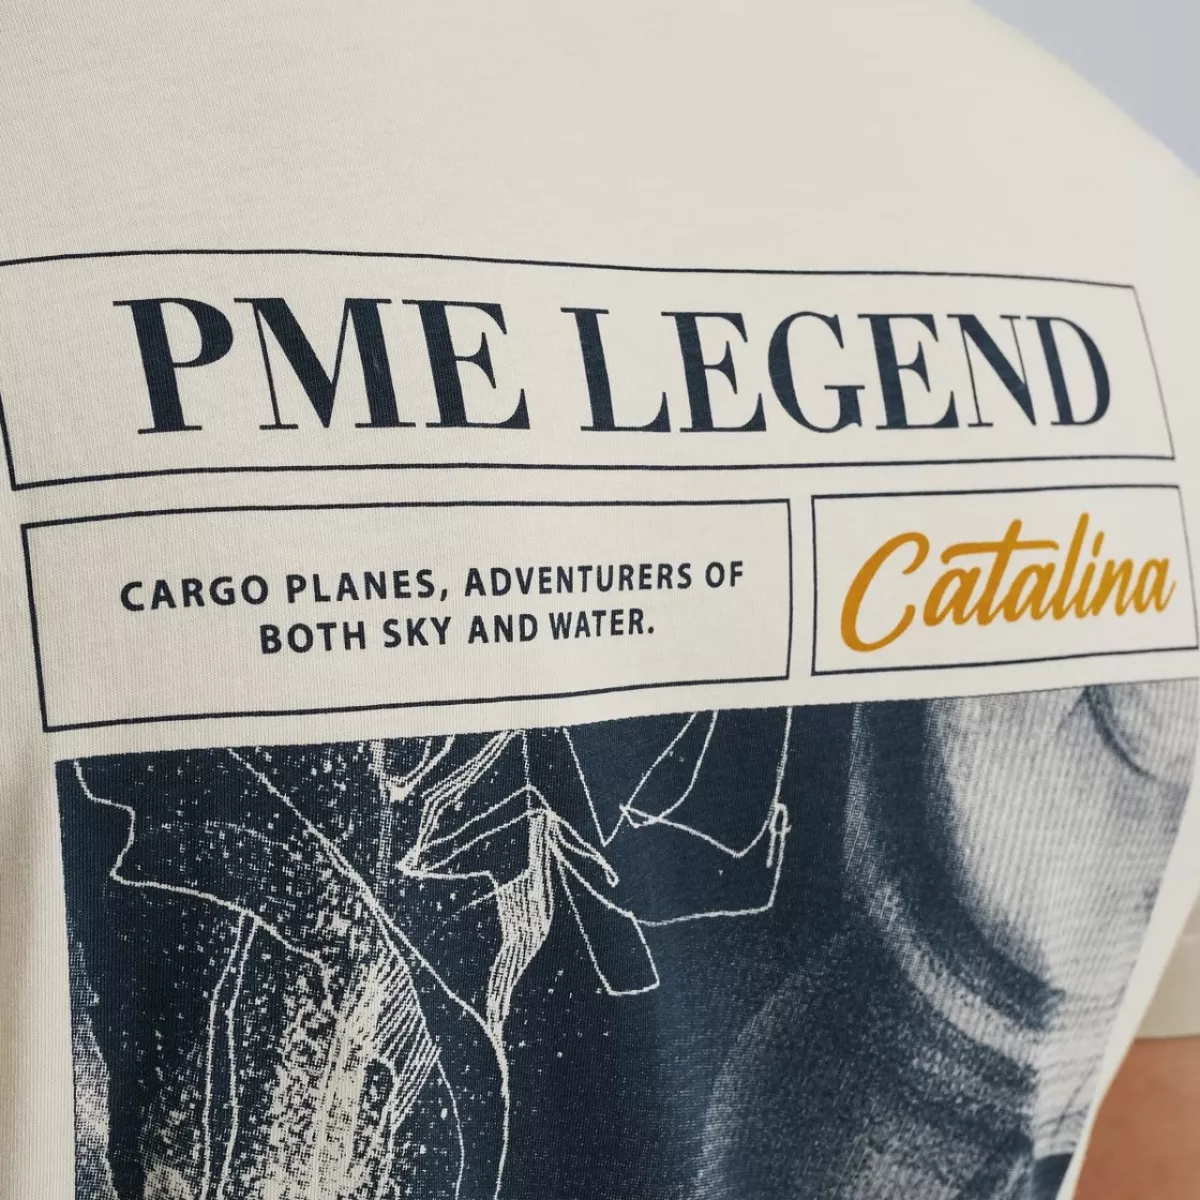 PME LEGEND
CARGO PLANES, ADVENTURERS OF
BOTH SKY AND WATER.
Catalina